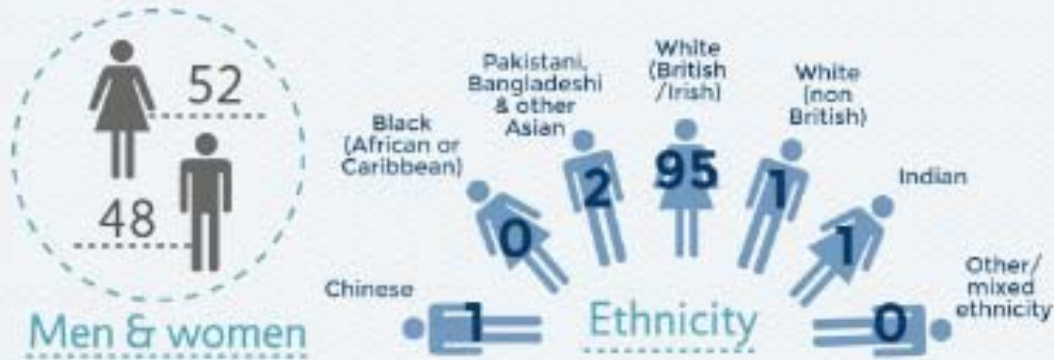 52
48
Men & women
Chinese
1
Black
(African or
Caribbean)
0
Pakistani,
Bangladeshi
& other
Asian
2
White
(British
/Irish)
95
White
(non
British)
1
Indian
1
Other/
mixed
ethnicity
0
Ethnicity